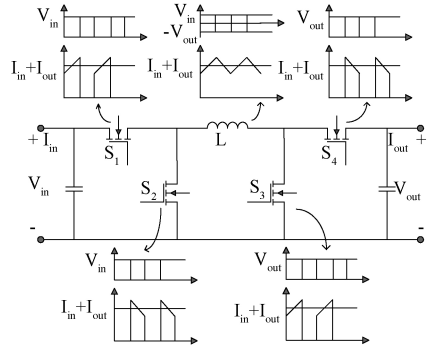 V_in
V_in
-V_out
V_out
I_in+I_out
I_in+I_out
I_in+I_out
+ I_in
I_out +
S_1
L
S_4
V_in
S_2
S_3
V_out
-
-
V_in
V_out
I_in+I_out
I_in+I_out